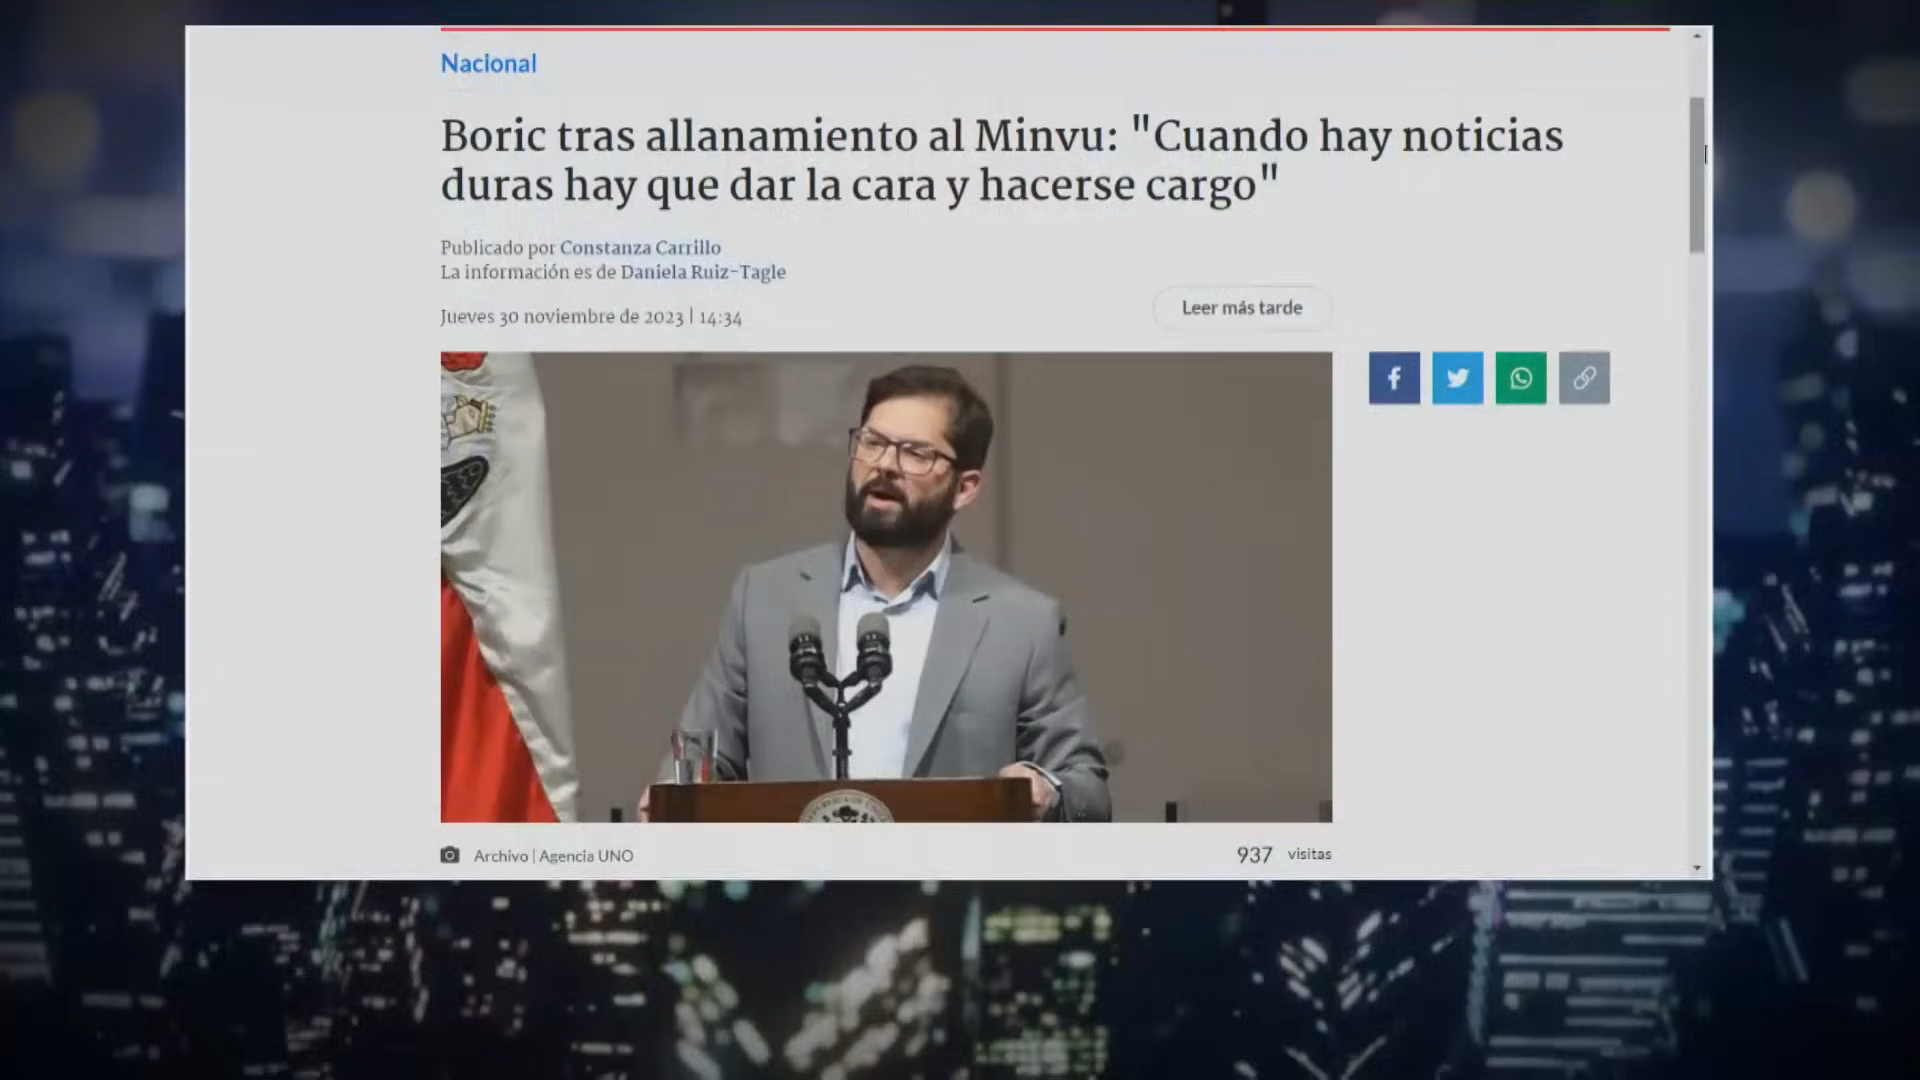 Nacional
Boric tras allanamiento al Minvu: "Cuando hay noticias
duras hay que dar la cara y hacerse cargo"
Publicado por Constanza Carrillo
La información es de Daniela Ruiz-Tagle
Jueves 30 noviembre de 2023 | 14:34
Leer más tarde
Archivo | Agencia UNO
937 visitas